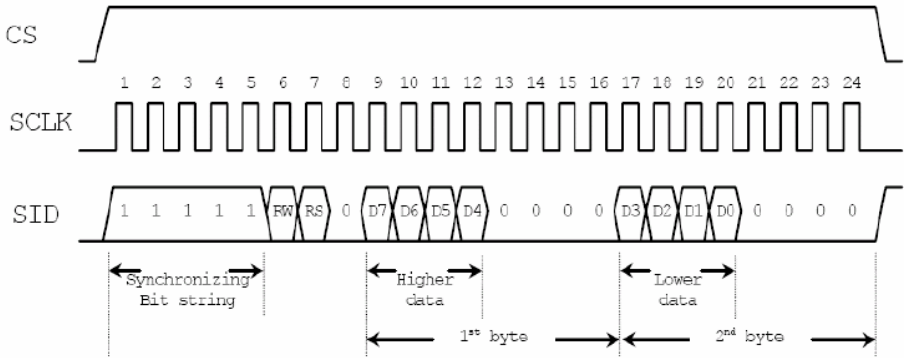 CS
1 2 3 4 5 6 7 8 9 10 11 12 13 14 15 16 17 18 19 20 21 22 23 24
SCLK
SID 1 1 1 1 1 RW RS 0 D7 D6 D5 D4 0 0 0 0 D3 D2 D1 D0 0 0 0 0
Synchronizing Higher Lower
Bit string data data
1st byte 2nd byte